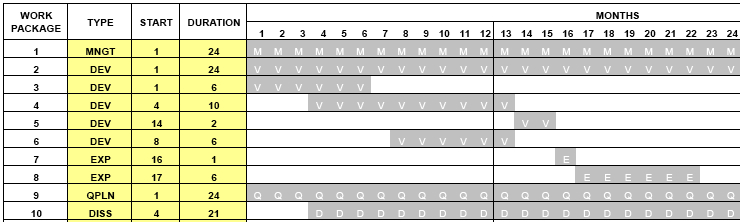 WORK PACKAGE TYPE START DURATION MONTHS
1 2 3 4 5 6 7 8 9 10 11 12 13 14 15 16 17 18 19 20 21 22 23 24
1 MNGT 1 24 M M M M M M M M M M M M M M M M M M M M M M M M
2 DEV 1 24 V V V V V V V V V V V V V V V V V V V V V V V V
3 DEV 1 6 V V V V V V
4 DEV 4 10 V V V V V V V V V V
5 DEV 14 2 V V
6 DEV 8 6 V V V V V V
7 EXP 16 1 E
8 EXP 17 6 E E E E E E
9 QPLN 1 24 Q Q Q Q Q Q Q Q Q Q Q Q Q Q Q Q Q Q Q Q Q Q Q Q
10 DISS 4 21 D D D D D D D D D D D D D D D D D D D D D